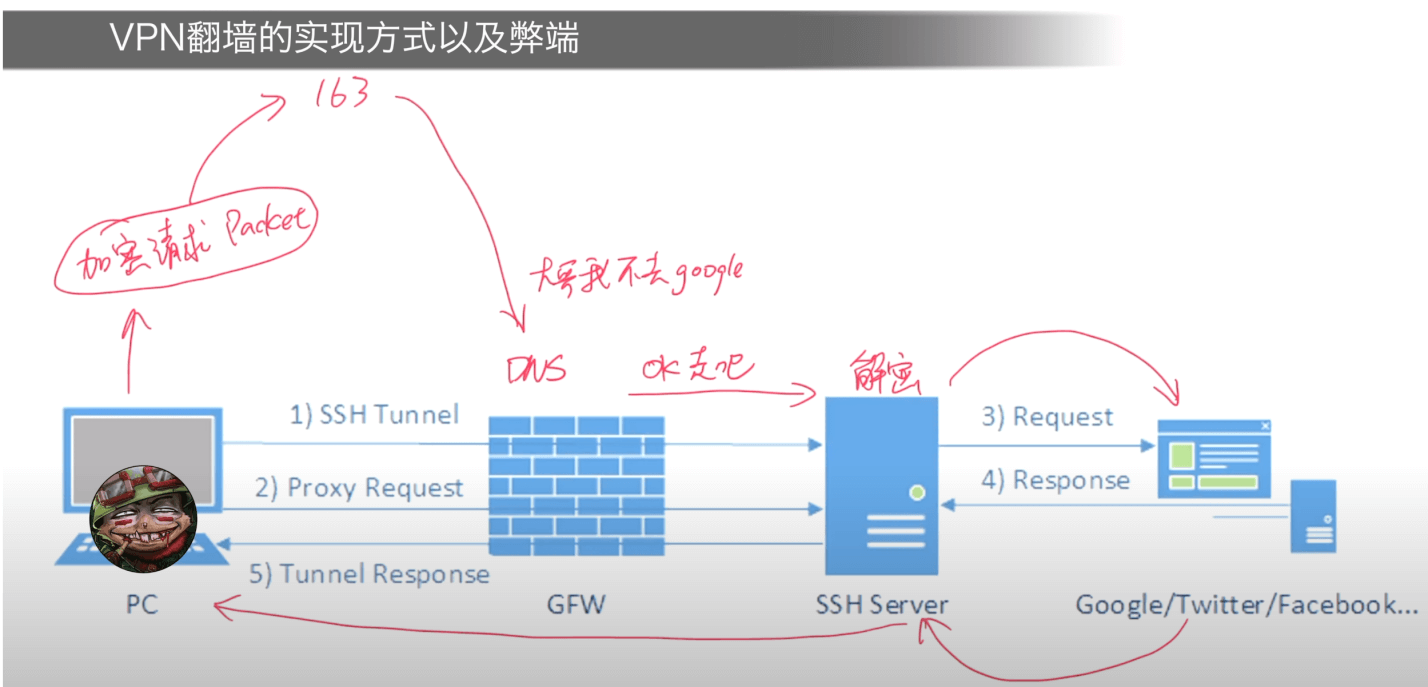 VPN翻墙的实现方式以及弊端
163
加密请求 Packet
大哥我不去google
DNS
OK 走吧
解密
1) SSH Tunnel
3) Request
2) Proxy Request
4) Response
5) Tunnel Response
PC
GFW
SSH Server
Google/Twitter/Facebook...